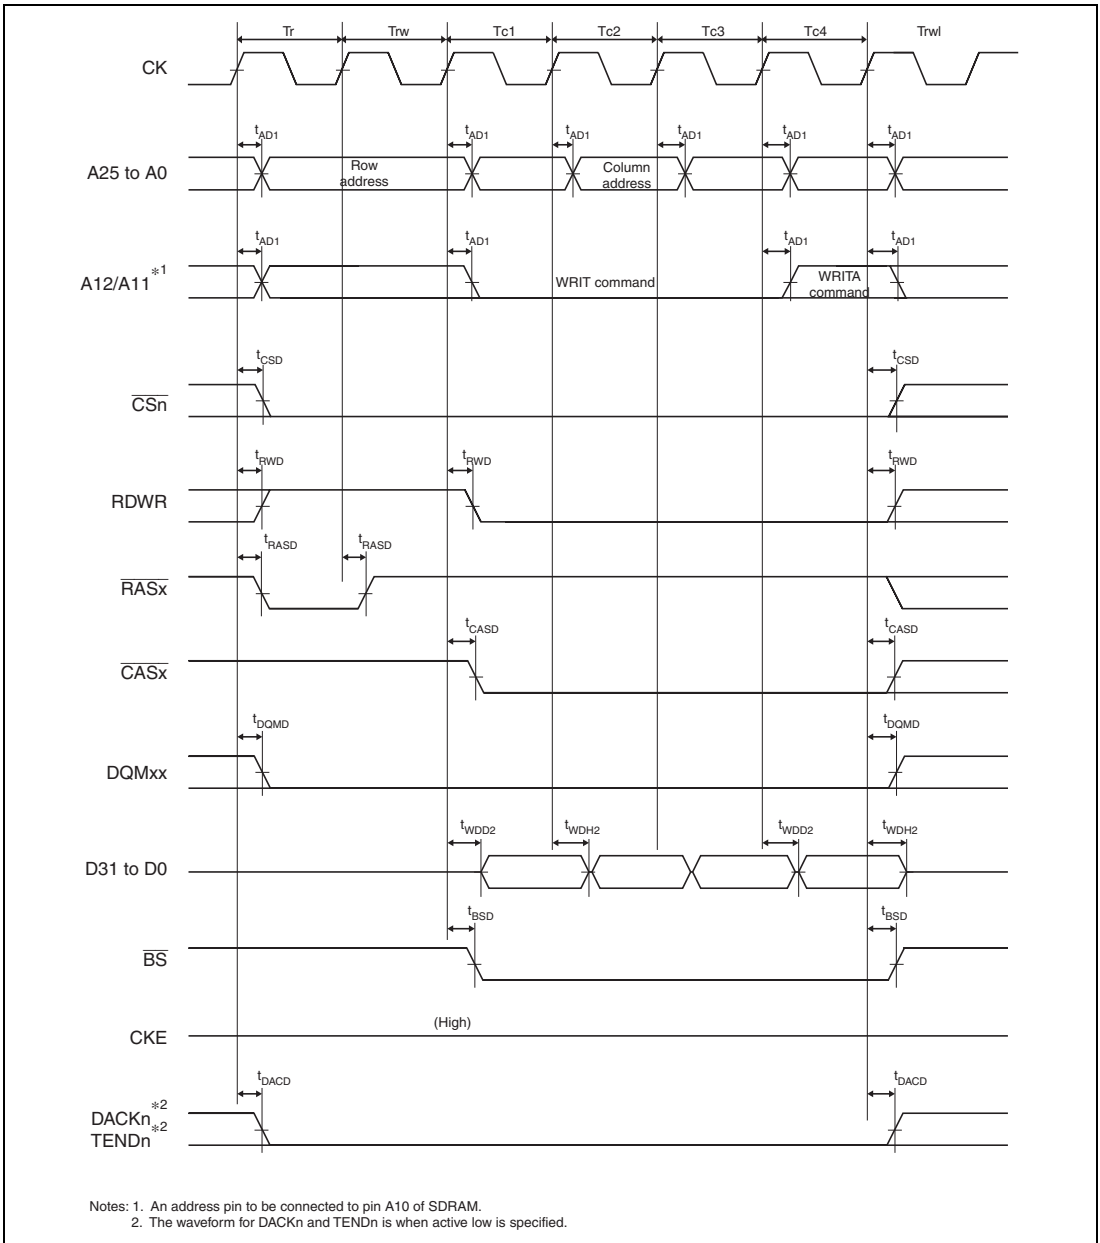 Tr Trw Tc1 Tc2 Tc3 Tc4 Trwl
CK
tAD1 tAD1 tAD1 tAD1 tAD1 tAD1
A25 to A0
Row
address
Column
address
tAD1 tAD1 tAD1 tAD1
A12/A11*1
WRIT command
WRITA
command
tCSD tCSD
CSn
tRWD tRWD tRWD
RDWR
tRASD tRASD
RASx
tCASD tCASD
CASx
tDQMD tDQMD
DQMxx
tWDD2 tWDH2 tWDD2 tWDH2
D31 to D0
tBSD tBSD
BS
(High)
CKE
tDACD tDACD
DACKn*2
TENDn*2
Notes: 1. An address pin to be connected to pin A10 of SDRAM.
2. The waveform for DACKn and TENDn is when active low is specified.